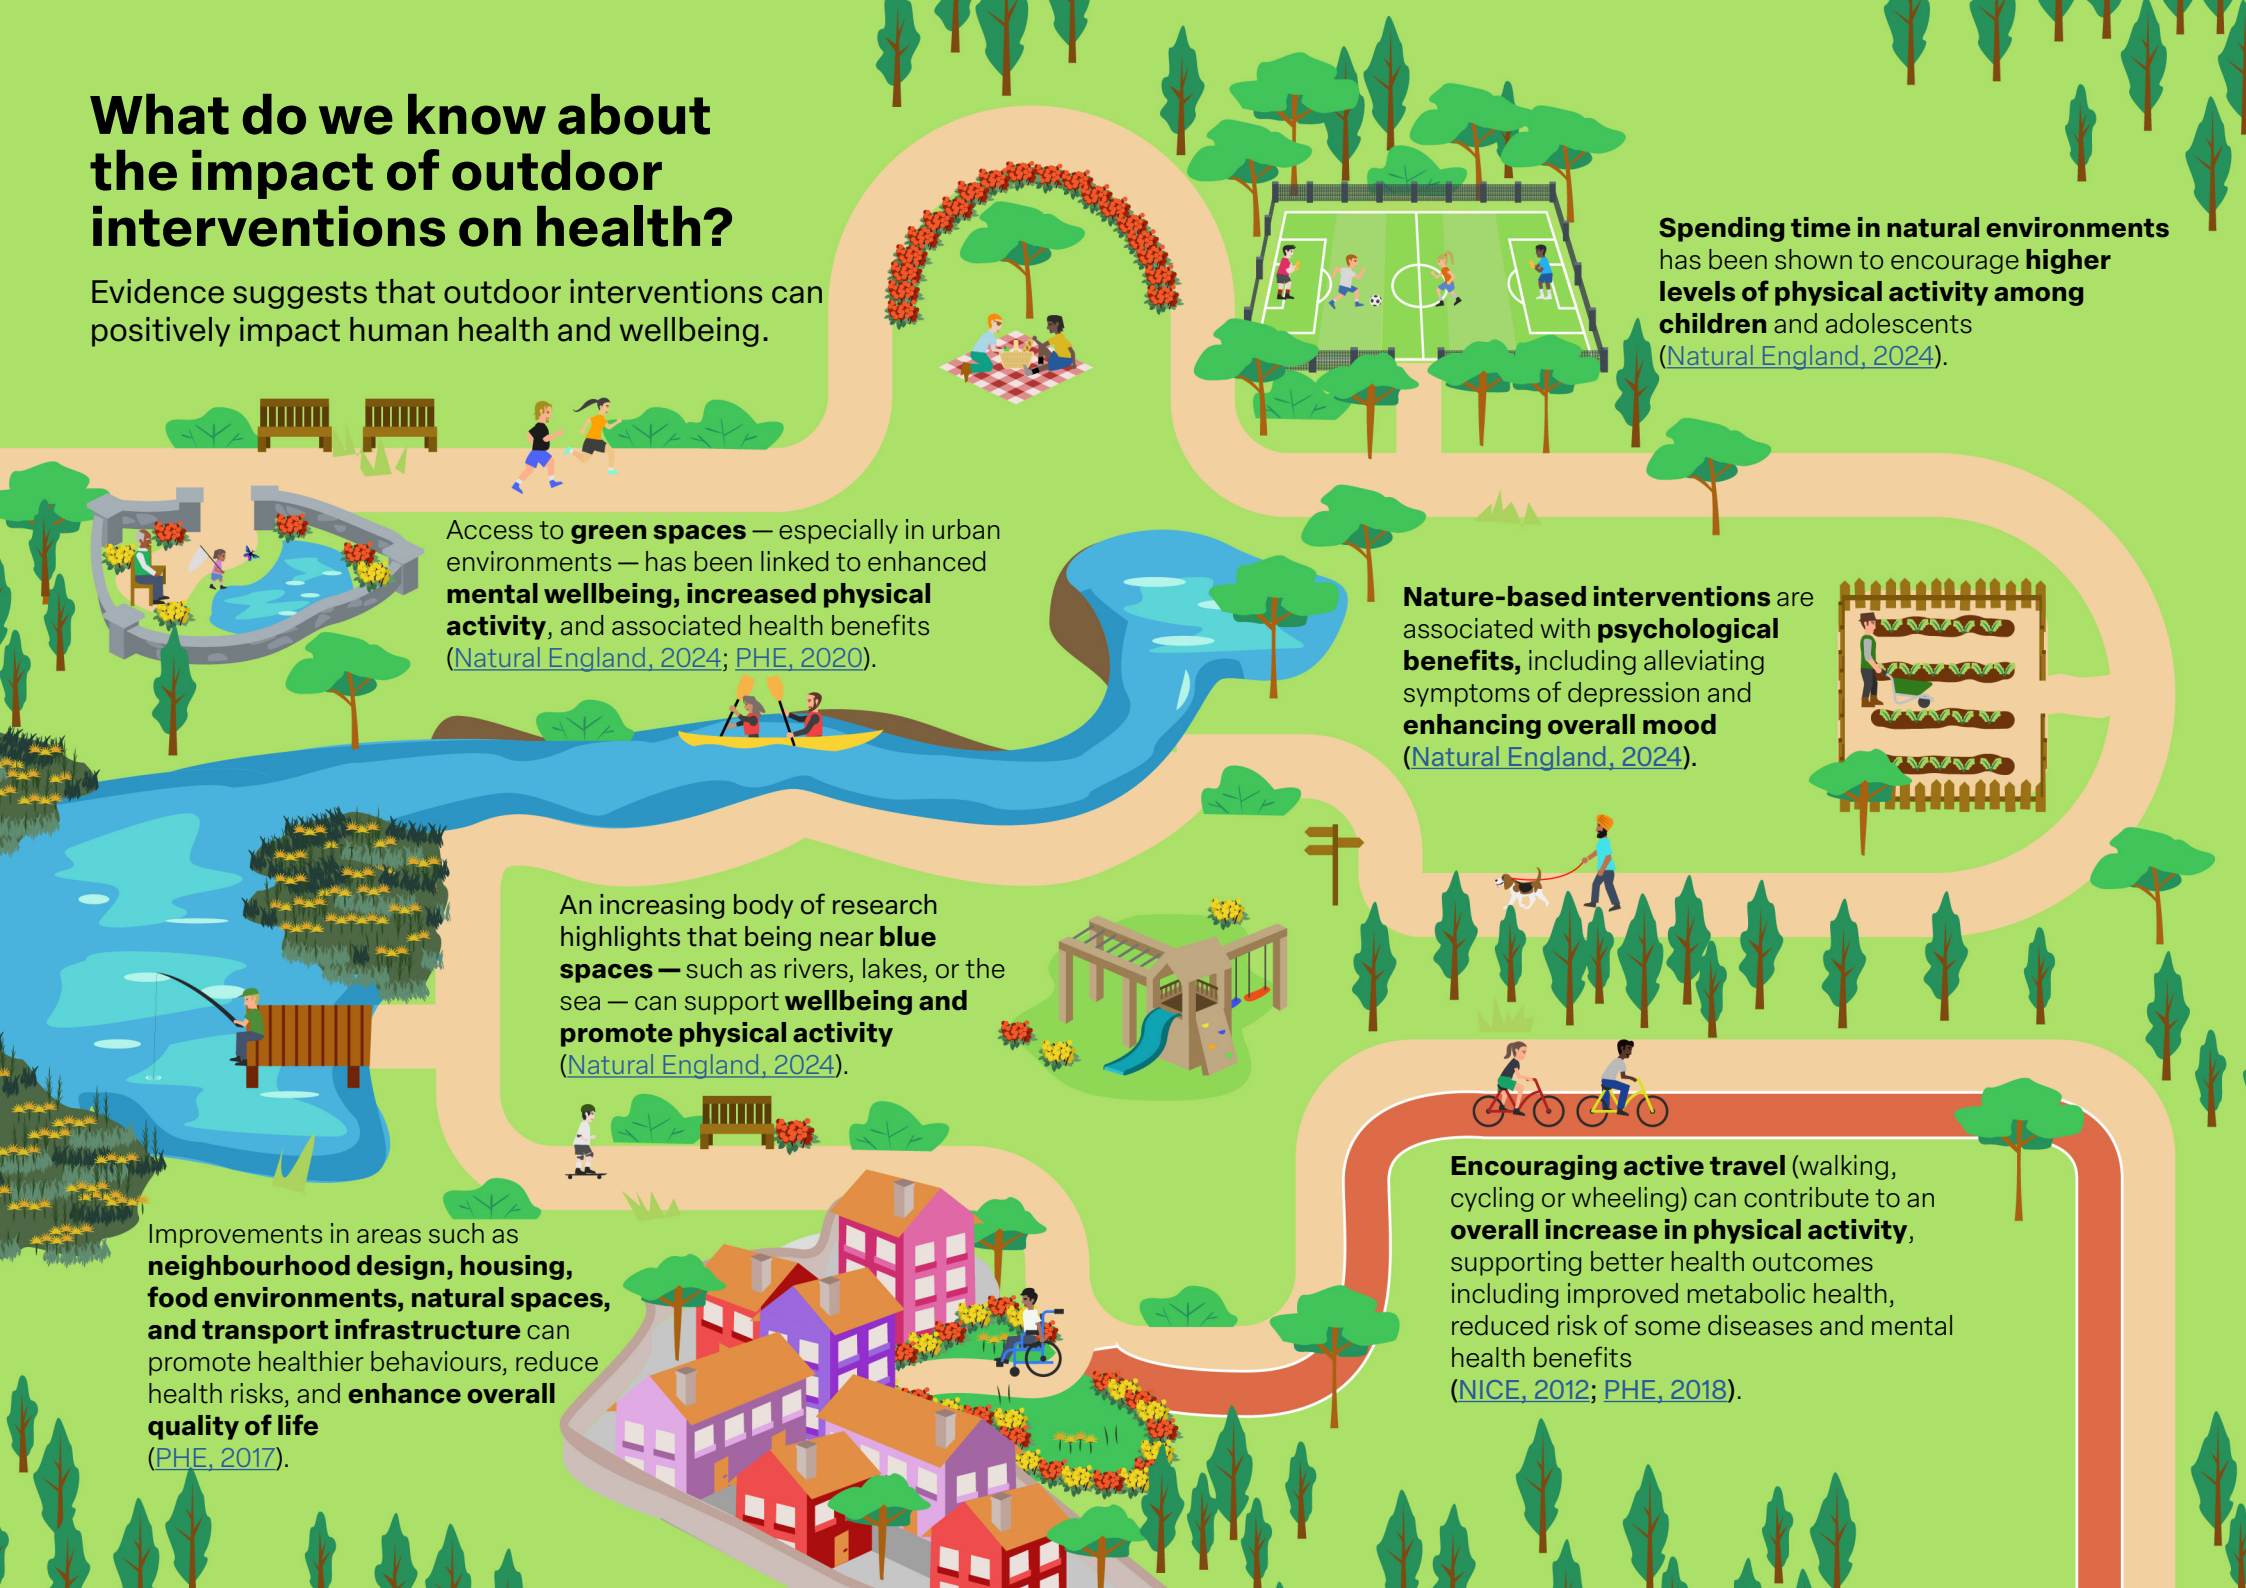 What do we know about
the impact of outdoor
interventions on health?
Evidence suggests that outdoor interventions can
positively impact human health and wellbeing.
Spending time in natural environments
has been shown to encourage higher
levels of physical activity among
children and adolescents
(Natural England, 2024).
Access to green spaces — especially in urban
environments — has been linked to enhanced
mental wellbeing, increased physical
activity, and associated health benefits
(Natural England, 2024; PHE, 2020).
Nature-based interventions are
associated with psychological
benefits, including alleviating
symptoms of depression and
enhancing overall mood
(Natural England, 2024).
An increasing body of research
highlights that being near blue
spaces — such as rivers, lakes, or the
sea — can support wellbeing and
promote physical activity
(Natural England, 2024).
Encouraging active travel (walking,
cycling or wheeling) can contribute to an
overall increase in physical activity,
supporting better health outcomes
including improved metabolic health,
reduced risk of some diseases and mental
health benefits
(NICE, 2012; PHE, 2018).
Improvements in areas such as
neighbourhood design, housing,
food environments, natural spaces,
and transport infrastructure can
promote healthier behaviours, reduce
health risks, and enhance overall
quality of life
(PHE, 2017).